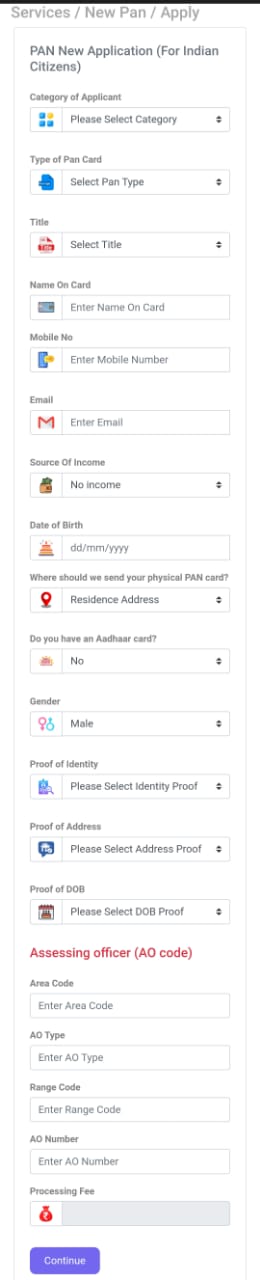 Services / New Pan / Apply
PAN New Application (For Indian
Citizens)
Category of Applicant
Please Select Category
Type of Pan Card
Select Pan Type
Title
Title
Select Title
Name On Card
Enter Name On Card
Mobile No
Enter Mobile Number
Email
Enter Email
Source Of Income
No income
Date of Birth
dd/mm/yyyy
Where should we send your physical PAN card?
Residence Address
Do you have an Aadhaar card?
No
Gender
Male
Proof of Identity
Please Select Identity Proof
Proof of Address
Please Select Address Proof
Proof of DOB
Please Select DOB Proof
Assessing officer (AO code)
Area Code
Enter Area Code
AO Type
Enter AO Type
Range Code
Enter Range Code
AO Number
Enter AO Number
Processing Fee
Continue